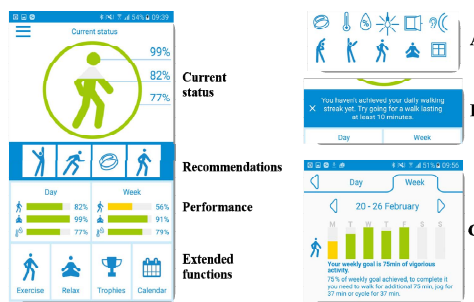 54% 09:39
Current status
99%
82%
77%
Current
status
Recommendations
Day
Week
82%
56%
99%
91%
77%
79%
Performance
Exercise
Relax
Trophies
Calendar
Extended
functions
You haven't achieved your daily walking
streak yet. Try going for a walk lasting
at least 10 minutes.
Day
Week
51% 09:56
Day
Week
20 - 26 February
M T W T F S S
Your weekly goal is 75min of vigorious
activity.
75% of weekly goal achieved, to complete it
you need to walk for additional 75 min, jog for
37 min or cycle for 37 min.